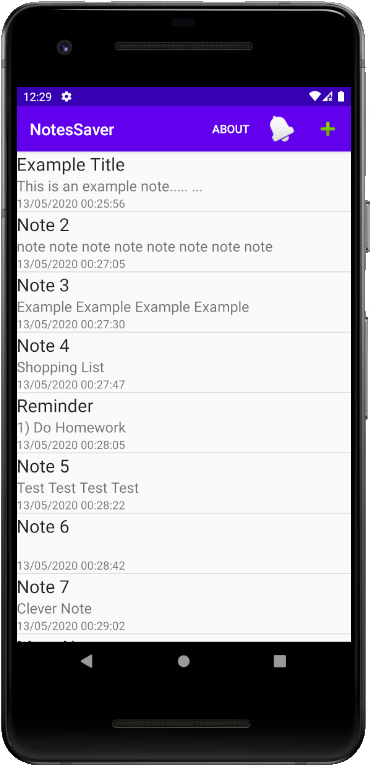 12:29
NotesSaver ABOUT
Example Title
This is an example note..... ...
13/05/2020 00:25:56
Note 2
note note note note note note note note
13/05/2020 00:27:05
Note 3
Example Example Example Example
13/05/2020 00:27:30
Note 4
Shopping List
13/05/2020 00:27:47
Reminder
1) Do Homework
13/05/2020 00:28:05
Note 5
Test Test Test Test
13/05/2020 00:28:22
Note 6
13/05/2020 00:28:42
Note 7
Clever Note
13/05/2020 00:29:02